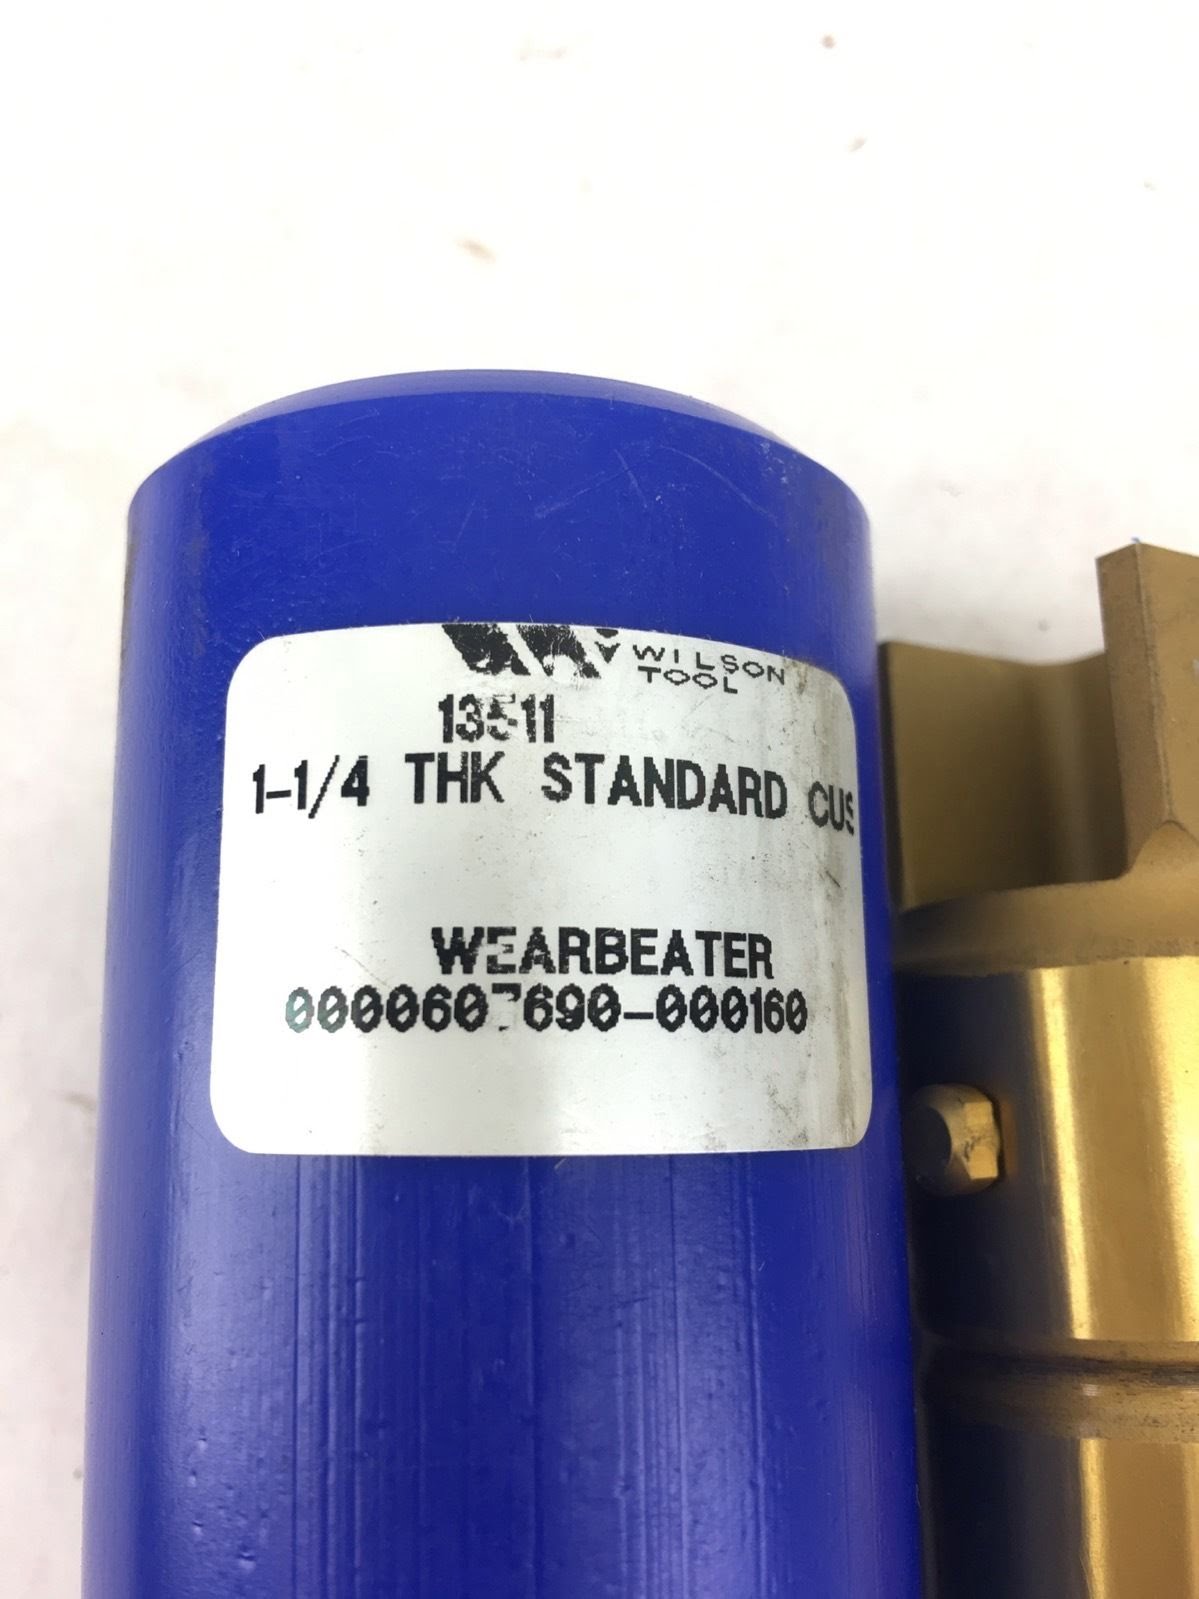 WILSON
TOOL
13511
1-1/4 THK STANDARD CUS
WEARBEATER
0000607690-000160